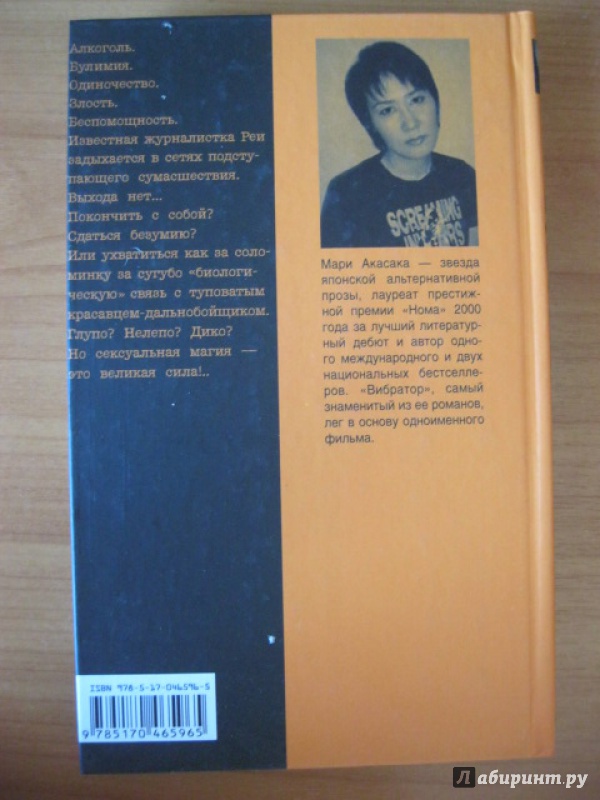 Алкоголь.
Булимия.
Одиночество.
Злость.
Беспомощность.
Известная журналистка Реи
задыхается в сетях подсту-
пающего сумасшествия.
Выхода нет...
Покончить с собой?
Сдаться безумию?
Или ухватиться как за соло-
минку за сугубо «биологи-
ческую» связь с туповатым
красавцем-дальнобойщиком.
Глупо? Нелепо? Дико?
Но сексуальная магия —
это великая сила!..
SCREAMING
Мари Акасака — звезда
японской альтернативной
прозы, лауреат престиж-
ной премии «Нома» 2000
года за лучший литератур-
ный дебют и автор одно-
го международного и двух
национальных бестселле-
ров. «Вибратор», самый
знаменитый из ее романов,
лег в основу одноименного
фильма.
ISBN 978-5-17-046596-5
9 785170 465965
Лабиринт.ру